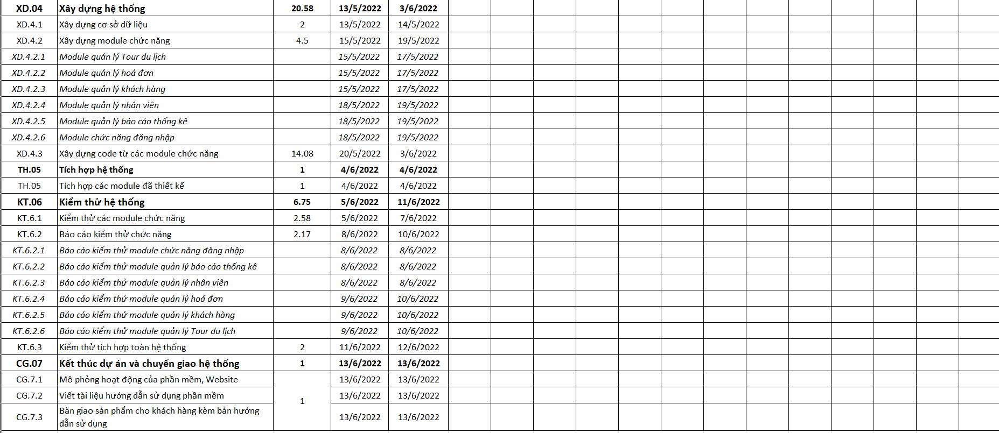 XD.04 Xây dựng hệ thống 20.58 13/5/2022 3/6/2022
XD.4.1 Xây dựng cơ sở dữ liệu 2 13/5/2022 14/5/2022
XD.4.2 Xây dựng module chức năng 4.5 15/5/2022 19/5/2022
XD.4.2.1 Module quản lý Tour du lịch 15/5/2022 17/5/2022
XD.4.2.2 Module quản lý hoá đơn 15/5/2022 17/5/2022
XD.4.2.3 Module quản lý khách hàng 15/5/2022 17/5/2022
XD.4.2.4 Module quản lý nhân viên 18/5/2022 19/5/2022
XD.4.2.5 Module quản lý báo cáo thống kê 18/5/2022 19/5/2022
XD.4.2.6 Module chức năng đăng nhập 18/5/2022 19/5/2022
XD.4.3 Xây dựng code từ các module chức năng 14.08 20/5/2022 3/6/2022
TH.05 Tích hợp hệ thống 1 4/6/2022 4/6/2022
TH.05 Tích hợp các module đã thiết kế 1 4/6/2022 4/6/2022
KT.06 Kiểm thử hệ thống 6.75 5/6/2022 11/6/2022
KT.6.1 Kiểm thử các module chức năng 2.58 5/6/2022 7/6/2022
KT.6.2 Báo cáo kiểm thử chức năng 2.17 8/6/2022 10/6/2022
KT.6.2.1 Báo cáo kiểm thử module chức năng đăng nhập 8/6/2022 8/6/2022
KT.6.2.2 Báo cáo kiểm thử module quản lý báo cáo thống kê 8/6/2022 8/6/2022
KT.6.2.3 Báo cáo kiểm thử module quản lý nhân viên 8/6/2022 8/6/2022
KT.6.2.4 Báo cáo kiểm thử module quản lý hoá đơn 9/6/2022 10/6/2022
KT.6.2.5 Báo cáo kiểm thử module quản lý khách hàng 9/6/2022 10/6/2022
KT.6.2.6 Báo cáo kiểm thử module quản lý Tour du lịch 9/6/2022 10/6/2022
KT.6.3 Kiểm thử tích hợp toàn hệ thống 2 11/6/2022 12/6/2022
CG.07 Kết thúc dự án và chuyển giao hệ thống 1 13/6/2022 13/6/2022
CG.7.1 Mô phỏng hoạt động của phần mềm, Website 13/6/2022 13/6/2022
CG.7.2 Viết tài liệu hướng dẫn sử dụng phần mềm 1 13/6/2022 13/6/2022
CG.7.3 Bàn giao sản phẩm cho khách hàng kèm bản hướng 13/6/2022 13/6/2022
dẫn sử dụng